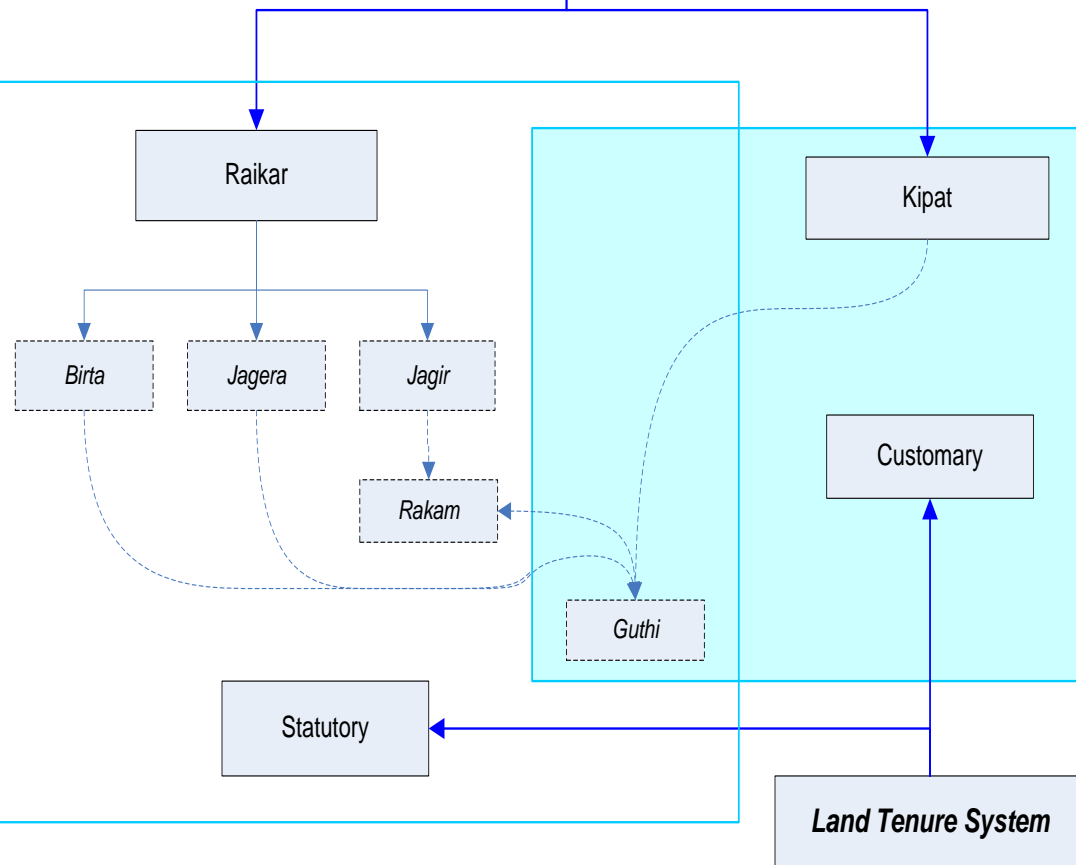 Raikar
Kipat
Birta
Jagera
Jagir
Customary
Rakam
Guthi
Statutory
Land Tenure System